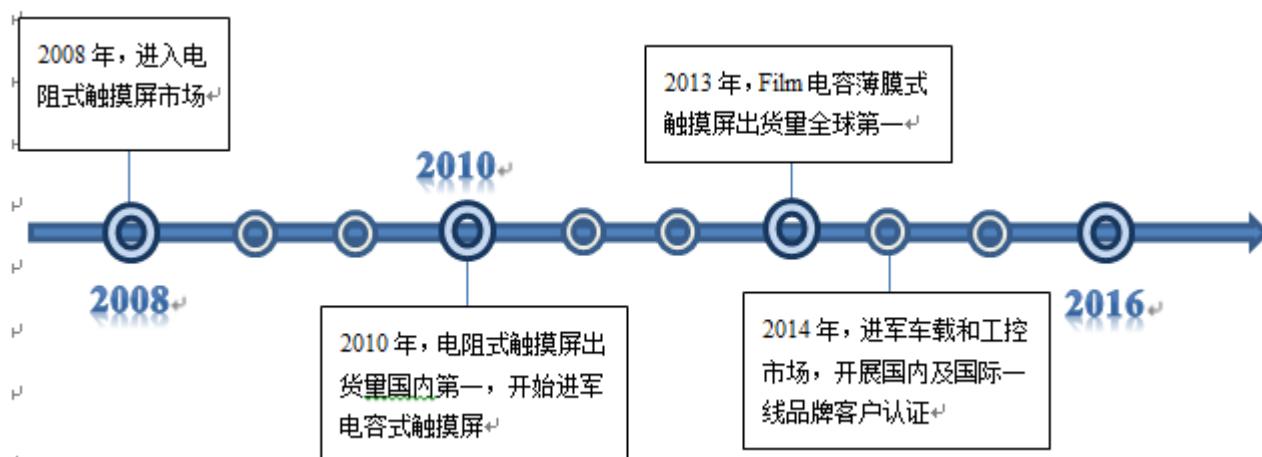 2008 年，进入电
阻式触摸屏市场
2013 年，Film 电容薄膜式
触摸屏出货量全球第一
2010
2008
2016
2010 年，电阻式触摸屏出
货量国内第一，开始进军
电容式触摸屏
2014 年，进军车载和工控
市场，开展国内及国际一
线品牌客户认证